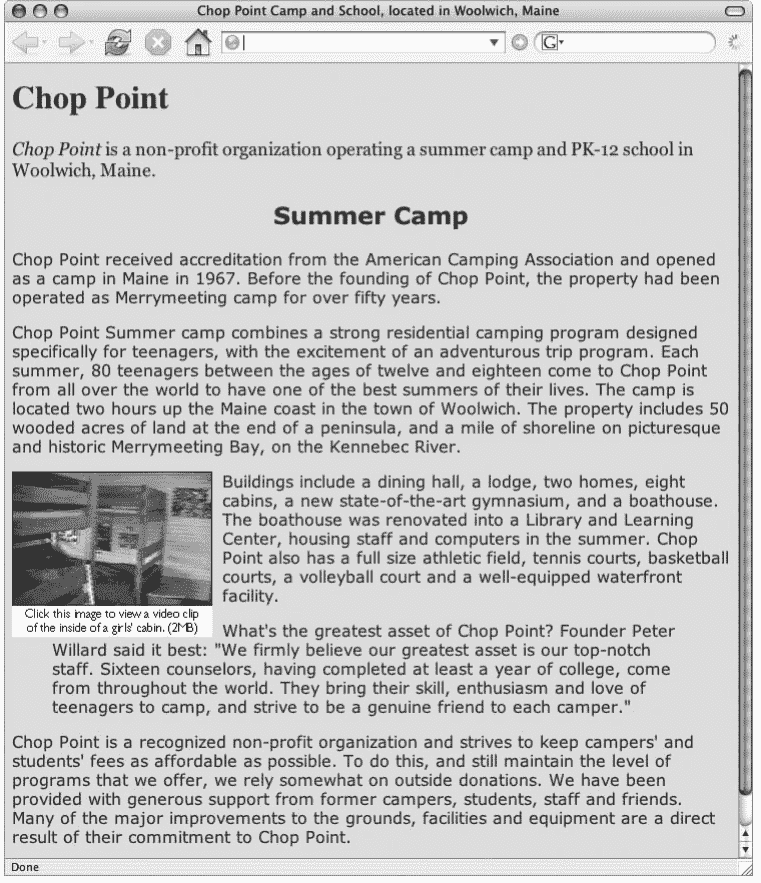 Chop Point Camp and School, located in Woolwich, Maine
G
Chop Point
Chop Point is a non-profit organization operating a summer camp and PK-12 school in
Woolwich, Maine.
Summer Camp
Chop Point received accreditation from the American Camping Association and opened
as a camp in Maine in 1967. Before the founding of Chop Point, the property had been
operated as Merrymeeting camp for over fifty years.
Chop Point Summer camp combines a strong residential camping program designed
specifically for teenagers, with the excitement of an adventurous trip program. Each
summer, 80 teenagers between the ages of twelve and eighteen come to Chop Point
from all over the world to have one of the best summers of their lives. The camp is
located two hours up the Maine coast in the town of Woolwich. The property includes 50
wooded acres of land at the end of a peninsula, and a mile of shoreline on picturesque
and historic Merrymeeting Bay, on the Kennebec River.
Buildings include a dining hall, a lodge, two homes, eight
cabins, a new state-of-the-art gymnasium, and a boathouse.
The boathouse was renovated into a Library and Learning
Center, housing staff and computers in the summer. Chop
Point also has a full size athletic field, tennis courts, basketball
courts, a volleyball court and a well-equipped waterfront
facility.
Click this image to view a video clip
of the inside of a girls' cabin. (2MB)
What's the greatest asset of Chop Point? Founder Peter
Willard said it best: "We firmly believe our greatest asset is our top-notch
staff. Sixteen counselors, having completed at least a year of college, come
from throughout the world. They bring their skill, enthusiasm and love of
teenagers to camp, and strive to be a genuine friend to each camper."
Chop Point is a recognized non-profit organization and strives to keep campers' and
students' fees as affordable as possible. To do this, and still maintain the level of
programs that we offer, we rely somewhat on outside donations. We have been
provided with generous support from former campers, students, staff and friends.
Many of the major improvements to the grounds, facilities and equipment are a direct
result of their commitment to Chop Point.
Done